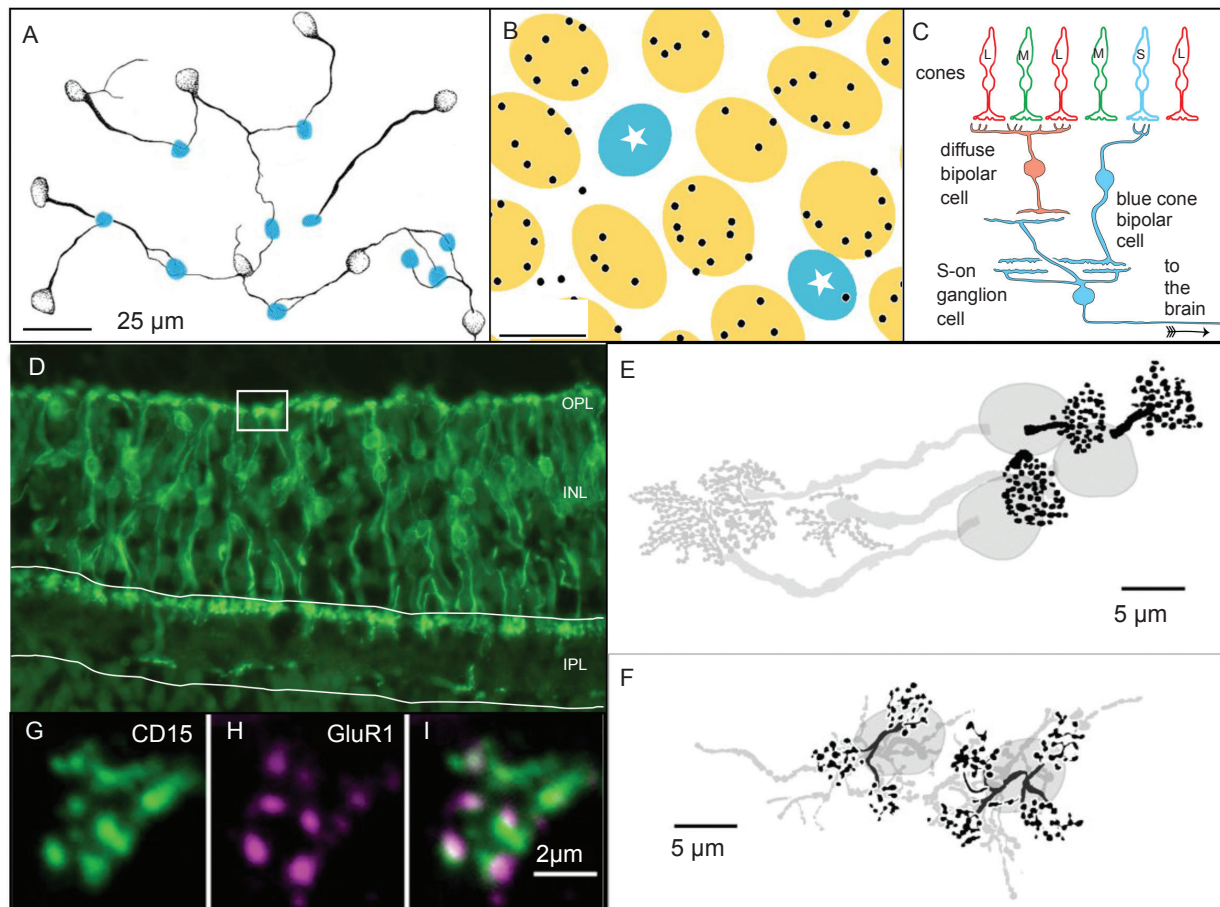 A
25 µm
B
C
cones
L
M
L
M
S
L
diffuse
bipolar
cell
blue cone
bipolar
cell
S-on
ganglion
cell
to
the
brain
D
OPL
INL
IPL
E
5 µm
F
5 µm
G
CD15
H
GluR1
I
2µm